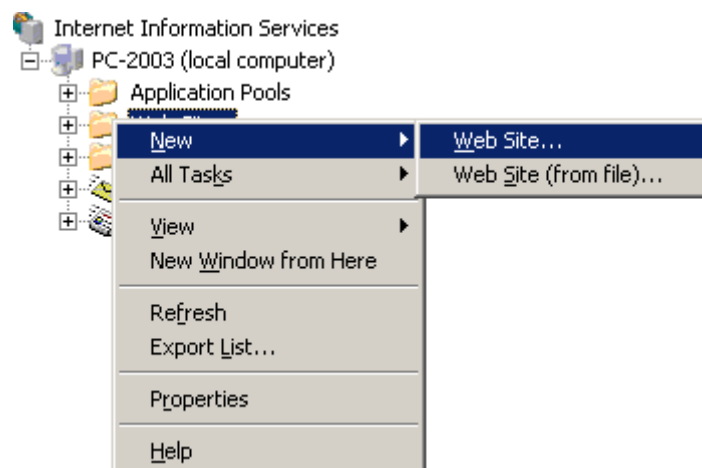 Internet Information Services
PC-2003 (local computer)
Application Pools
New
Web Site...
All Tasks
Web Site (from file)...
View
New Window from Here
Refresh
Export List...
Properties
Help